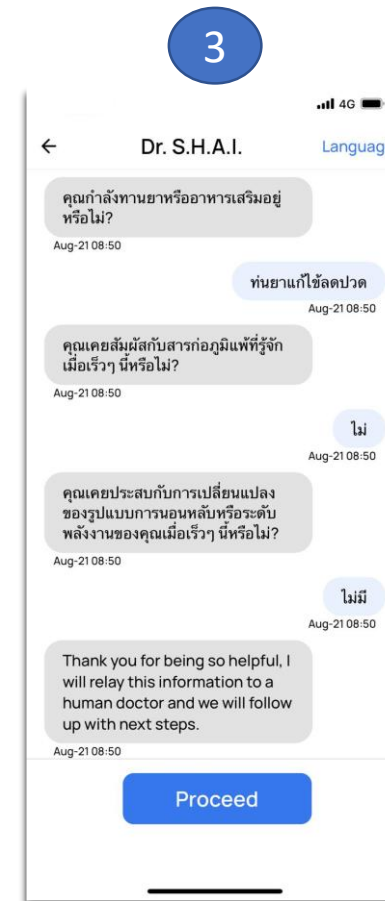 3
4G
← Dr. S.H.A.I. Languag
คุณกำลังทานยาหรืออาหารเสริมอยู่
หรือไม่?
Aug-21 08:50
ท่นยาแก้ไข้ลดปวด
Aug-21 08:50
คุณเคยสัมผัสกับสารก่อภูมิแพ้ที่รู้จัก
เมื่อเร็วๆ นี้หรือไม่?
Aug-21 08:50
ไม่
Aug-21 08:50
คุณเคยประสบกับการเปลี่ยนแปลง
ของรูปแบบการนอนหลับหรือระดับ
พลังงานของคุณเมื่อเร็วๆ นี้หรือไม่?
Aug-21 08:50
ไม่มี
Aug-21 08:50
Thank you for being so helpful, I
will relay this information to a
human doctor and we will follow
up with next steps.
Aug-21 08:50
Proceed